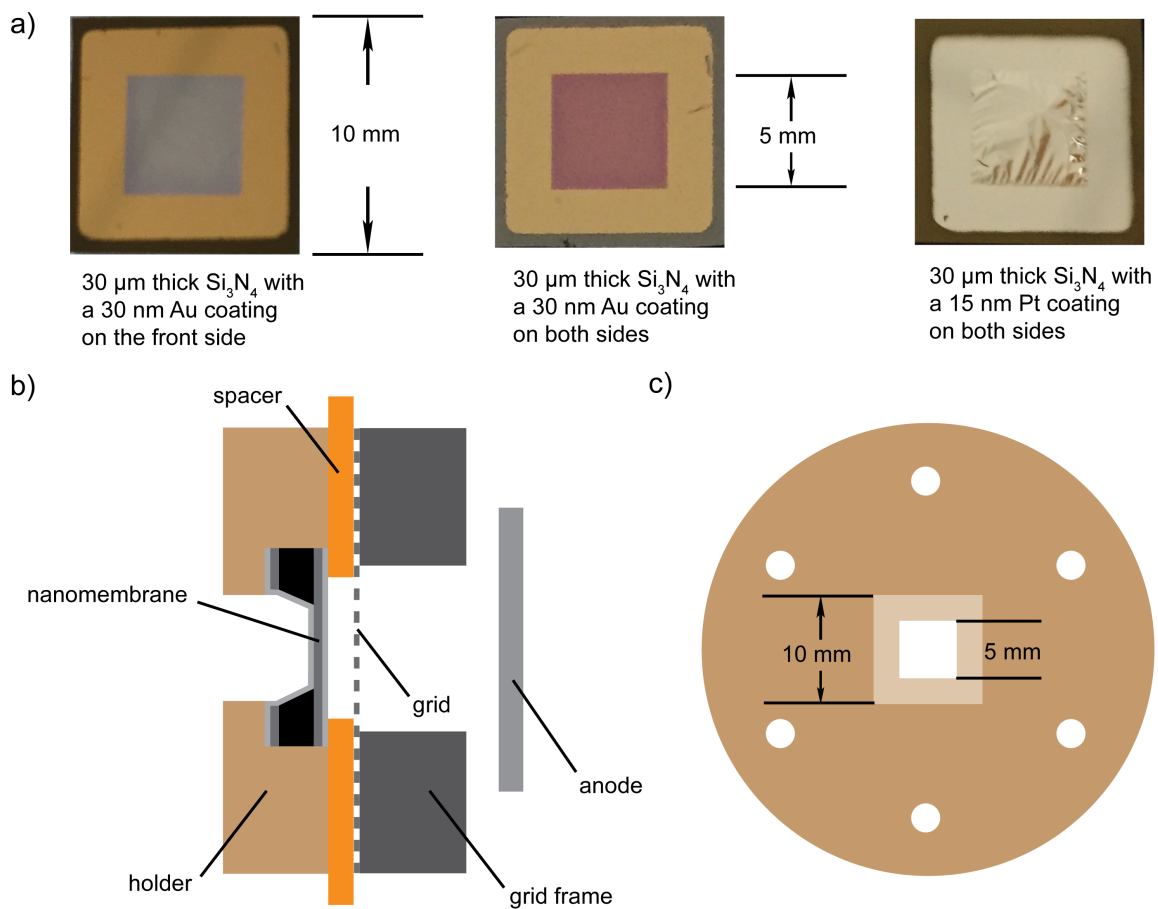 a)
10 mm
5 mm
30 µm thick Si₃N₄ with
a 30 nm Au coating
on the front side
30 µm thick Si₃N₄ with
a 30 nm Au coating
on both sides
30 µm thick Si₃N₄ with
a 15 nm Pt coating
on both sides
b)
spacer
nanomembrane
grid
anode
holder
grid frame
c)
10 mm
5 mm